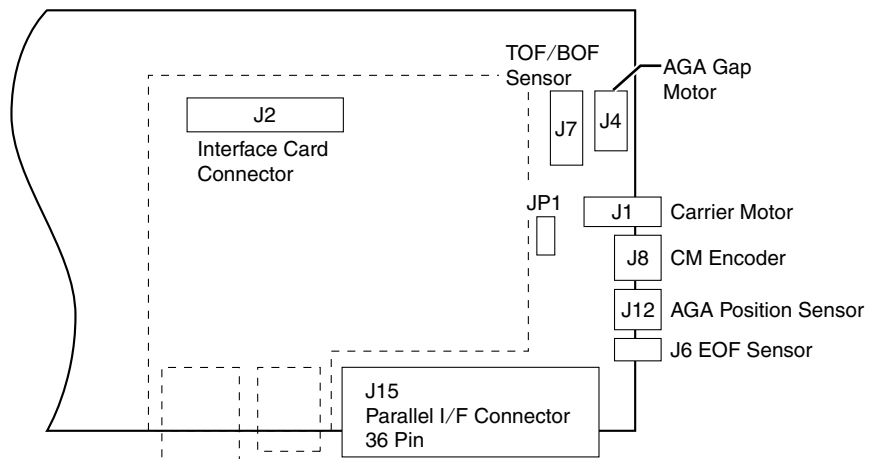 TOF/BOF
Sensor
AGA Gap
Motor
J2
J7
J4
Interface Card
Connector
JP1
J1
Carrier Motor
J8
CM Encoder
J12
AGA Position Sensor
J6 EOF Sensor
J15
Parallel I/F Connector
36 Pin